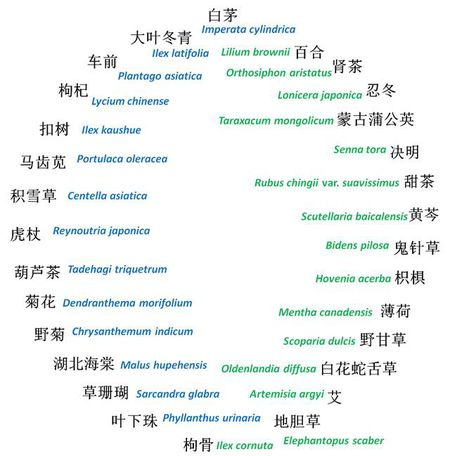 白茅
Imperata cylindrica
大叶冬青
Ilex latifolia
Lilium brownii 百合
车前
Plantago asiatica
Orthosiphon aristatus 肾茶
枸杞
Lycium chinense
Lonicera japonica 忍冬
扣树 Ilex kaushue
Taraxacum mongolicum 蒙古蒲公英
马齿苋 Portulaca oleracea
Senna tora 决明
积雪草 Centella asiatica
Rubus chingii var. suavissimus 甜茶
虎杖 Reynoutria japonica
Scutellaria baicalensis 黄芩
Bidens pilosa 鬼针草
葫芦茶 Tadehagi triquetrum
Hovenia acerba 枳椇
菊花 Dendranthema morifolium
Mentha canadensis 薄荷
野菊 Chrysanthemum indicum
Scoparia dulcis 野甘草
湖北海棠 Malus hupehensis
Oldenlandia diffusa 白花蛇舌草
草珊瑚 Sarcandra glabra
Artemisia argyi 艾
叶下珠 Phyllanthus urinaria
地胆草
Elephantopus scaber
枸骨 Ilex cornuta